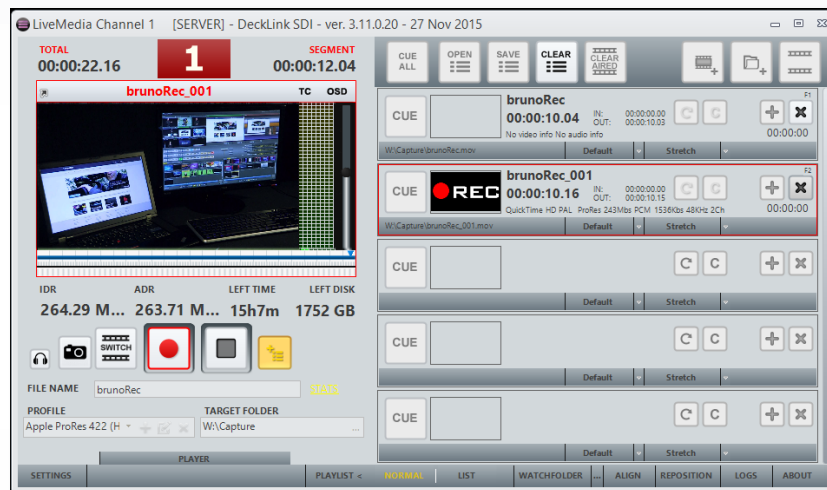 LiveMedia Channel 1 [SERVER] - DeckLink SDI - ver. 3.11.0.20 - 27 Nov 2015
TOTAL
00:00:22.16
1
SEGMENT
00:00:12.04
brunoRec_001 TC OSD
IDR ADR LEFT TIME LEFT DISK
264.29 M... 263.71 M... 15h7m 1752 GB
SWITCH
FILE NAME brunoRec STATS
PROFILE TARGET FOLDER
Apple ProRes 422 (H W:\Capture ...
PLAYER
SETTINGS PLAYLIST <
CUE ALL OPEN SAVE CLEAR CLEAR AIRED
F1
CUE
brunoRec
00:00:10.04 IN: 00:00:00.00
OUT: 00:00:10.03
C C
00:00:00
No video info No audio info
W:\Capture\brunoRec.mov Default Stretch
F2
CUE
REC
brunoRec_001
00:00:10.16 IN: 00:00:00.00
OUT: 00:00:10.15
C C
00:00:00
QuickTime HD PAL ProRes 243Mbs PCM 1536Kbs 48KHz 2Ch
W:\Capture\brunoRec_001.mov Default Stretch
CUE C C
Default Stretch
CUE C C
Default Stretch
CUE C C
Default Stretch
NORMAL LIST WATCHFOLDER ... ALIGN REPOSITION LOGS ABOUT